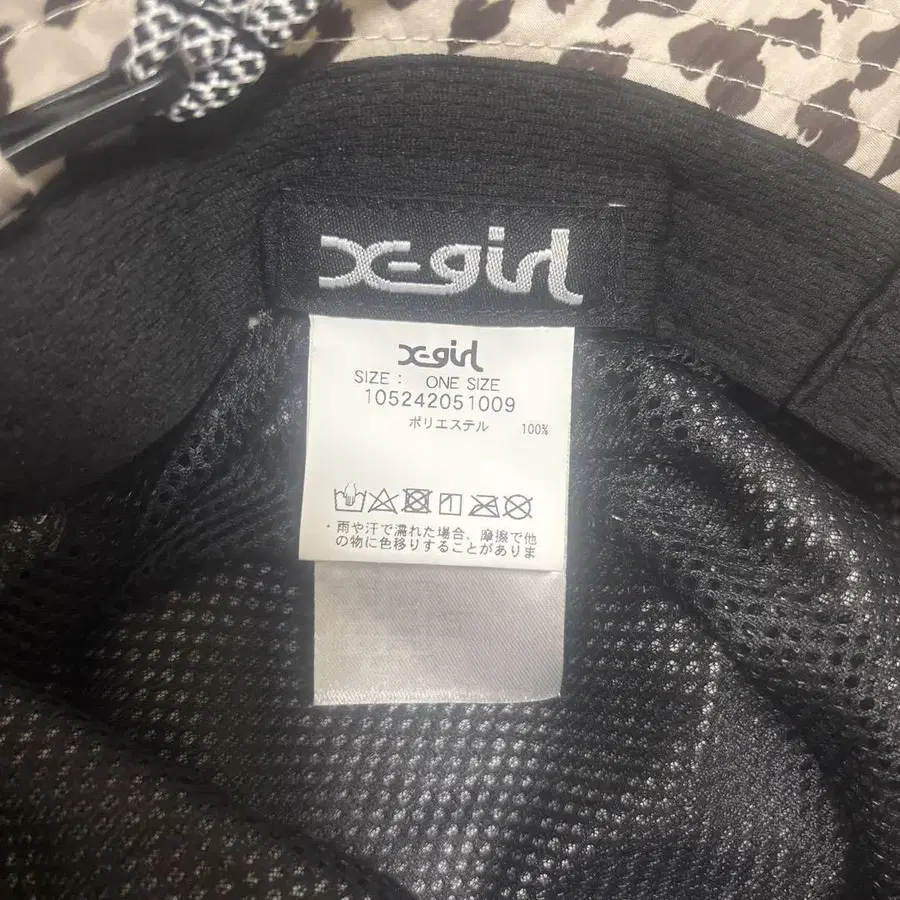 X-girl
X-girl
SIZE : ONE SIZE
105242051009
ポリエステル 100%
・雨や汗で濡れた場合、摩擦で他
の物に色移りすることがありま